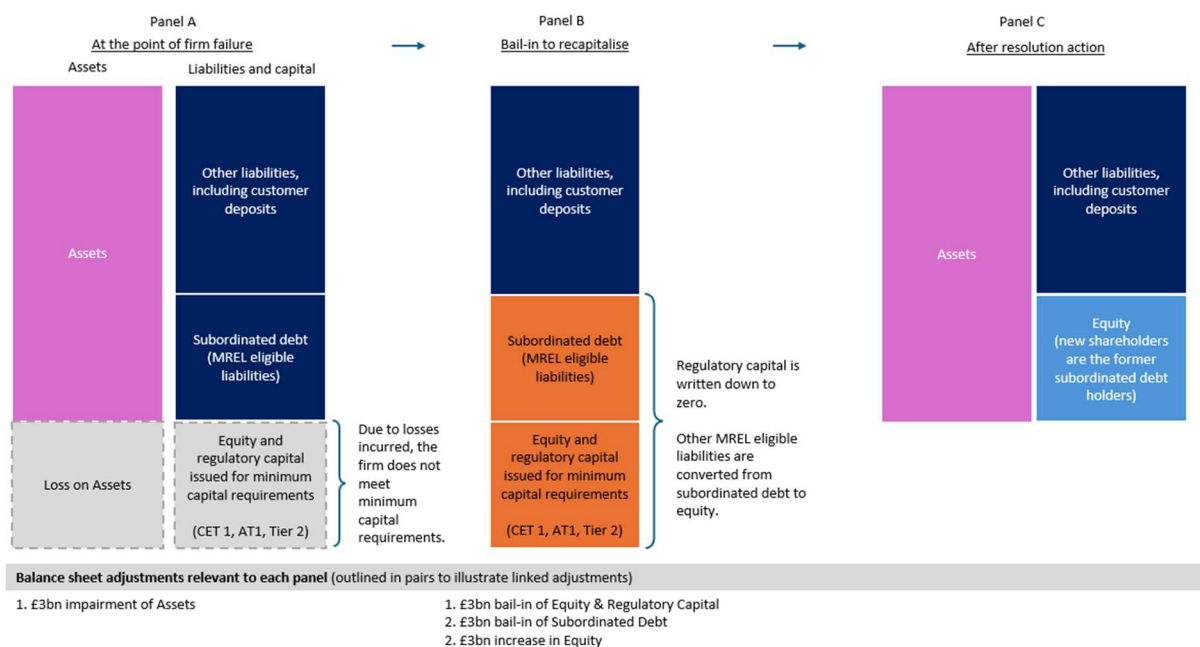 Panel A
At the point of firm failure
Assets
Liabilities and capital
Assets
Loss on Assets
Other liabilities,
including customer
deposits
Subordinated debt
(MREL eligible
liabilities)
Equity and
regulatory capital
issued for minimum
capital requirements
(CET 1, AT1, Tier 2)
Due to losses
incurred, the
firm does not
meet
minimum
capital
requirements.
Panel B
Bail-in to recapitalise
Other liabilities,
including customer
deposits
Subordinated debt
(MREL eligible
liabilities)
Equity and
regulatory capital
issued for minimum
capital requirements
(CET 1, AT1, Tier 2)
Regulatory capital is
written down to
zero.
Other MREL eligible
liabilities are
converted from
subordinated debt to
equity.
Panel C
After resolution action
Assets
Other liabilities,
including customer
deposits
Equity
(new shareholders
are the former
subordinated debt
holders)
Balance sheet adjustments relevant to each panel (outlined in pairs to illustrate linked adjustments)
1. £3bn impairment of Assets
1. £3bn bail-in of Equity & Regulatory Capital
2. £3bn bail-in of Subordinated Debt
2. £3bn increase in Equity